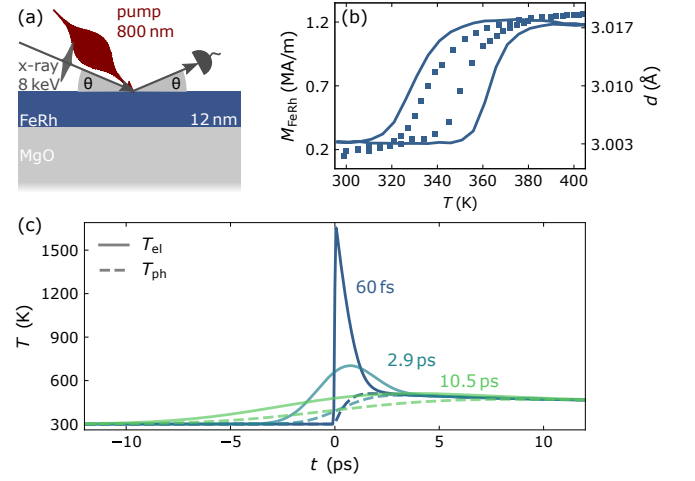 (a)
pump
800 nm
x-ray
8 keV
θ
θ
~
FeRh
12 nm
MgO
(b)
M_FeRh (MA/m)
1.2
0.7
0.2
3.017
3.010
3.003
d (Å)
300 320 340 360 380 400
T (K)
(c)
T_el
T_ph
60 fs
2.9 ps
10.5 ps
T (K)
1500
1200
900
600
300
−10 −5 0 5 10
t (ps)